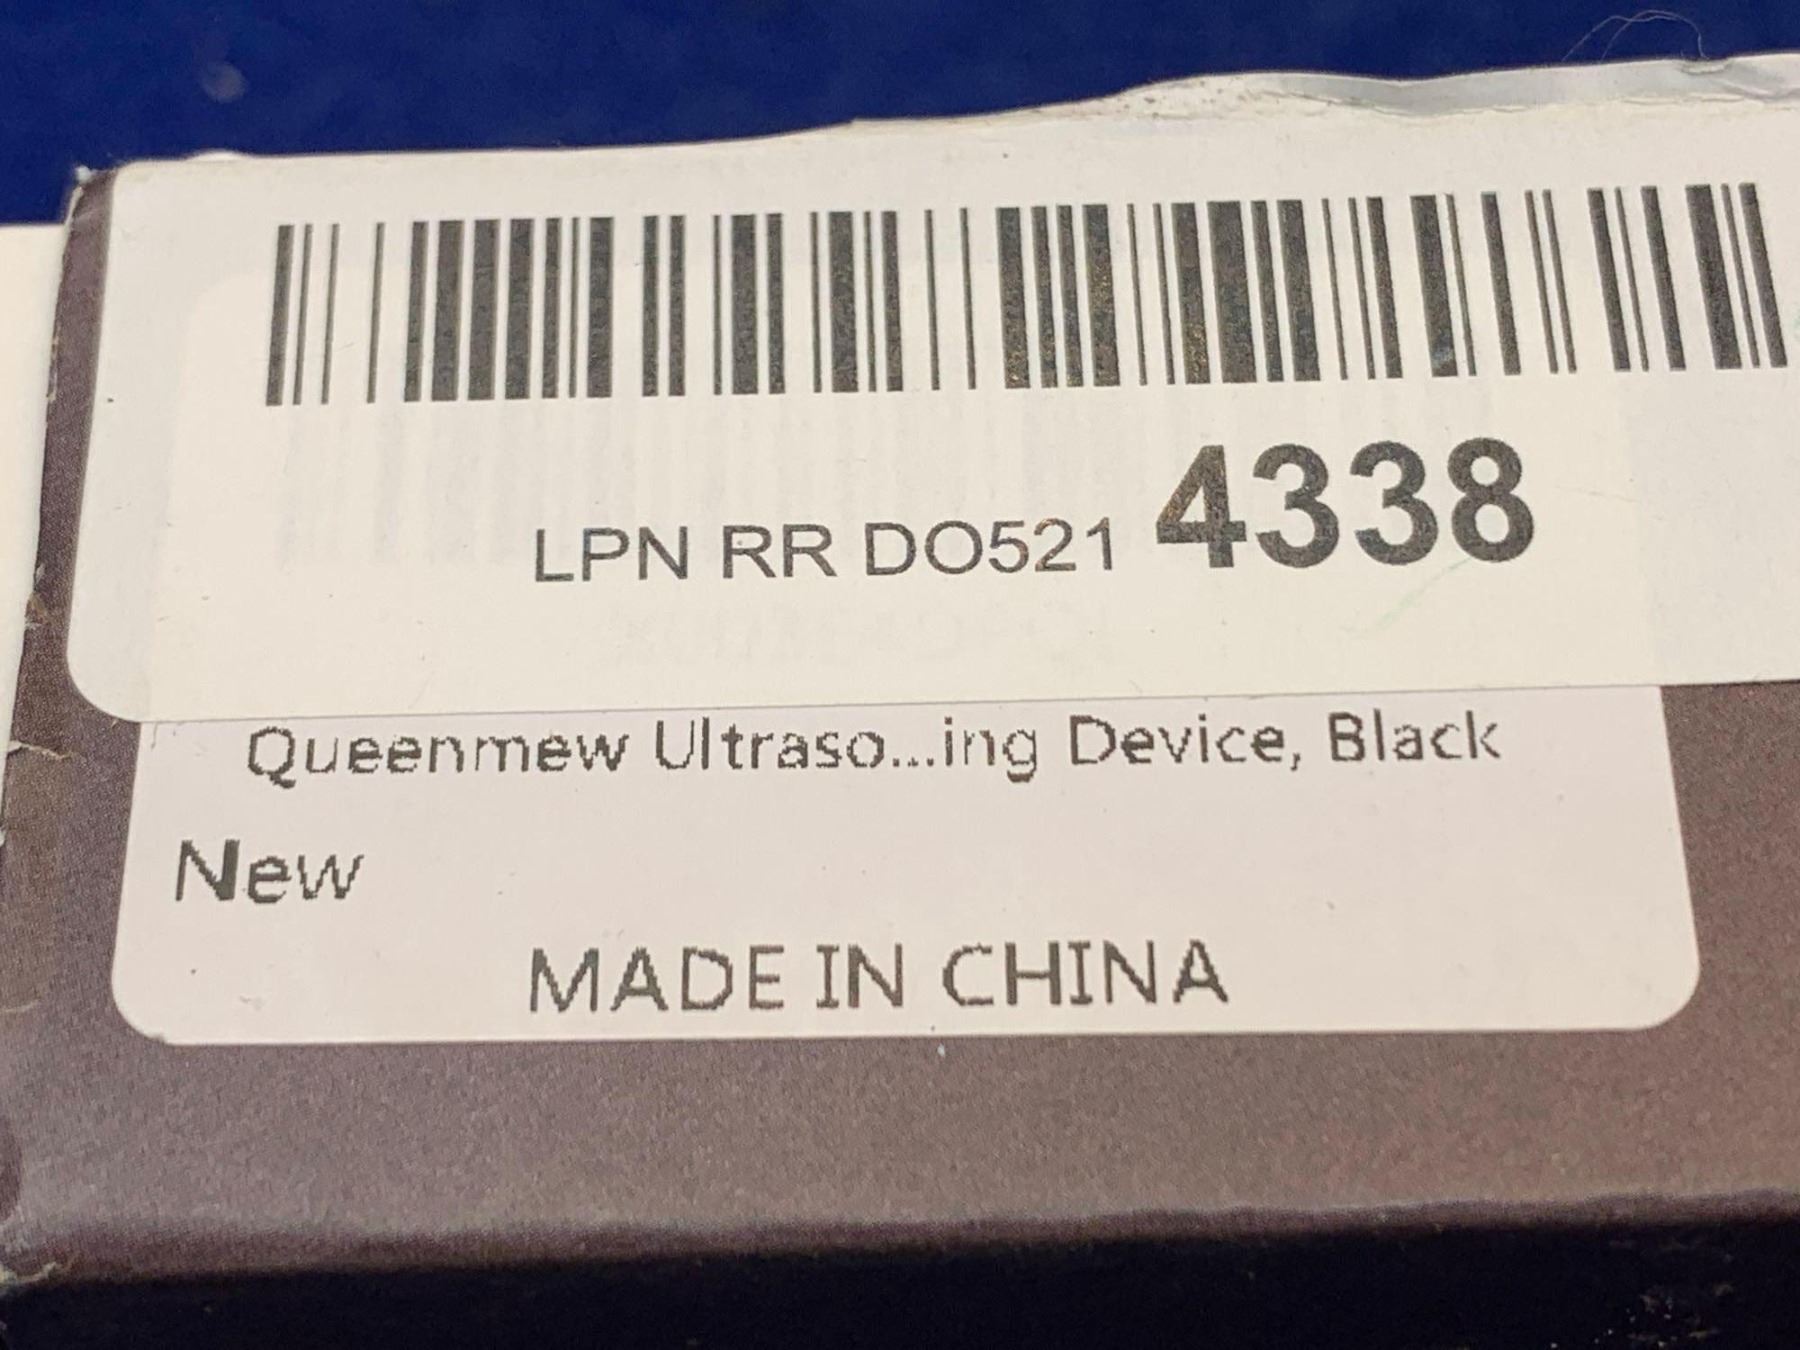 LPN RR DO521 4338
Queenmew Ultraso...ing Device, Black
New
MADE IN CHINA